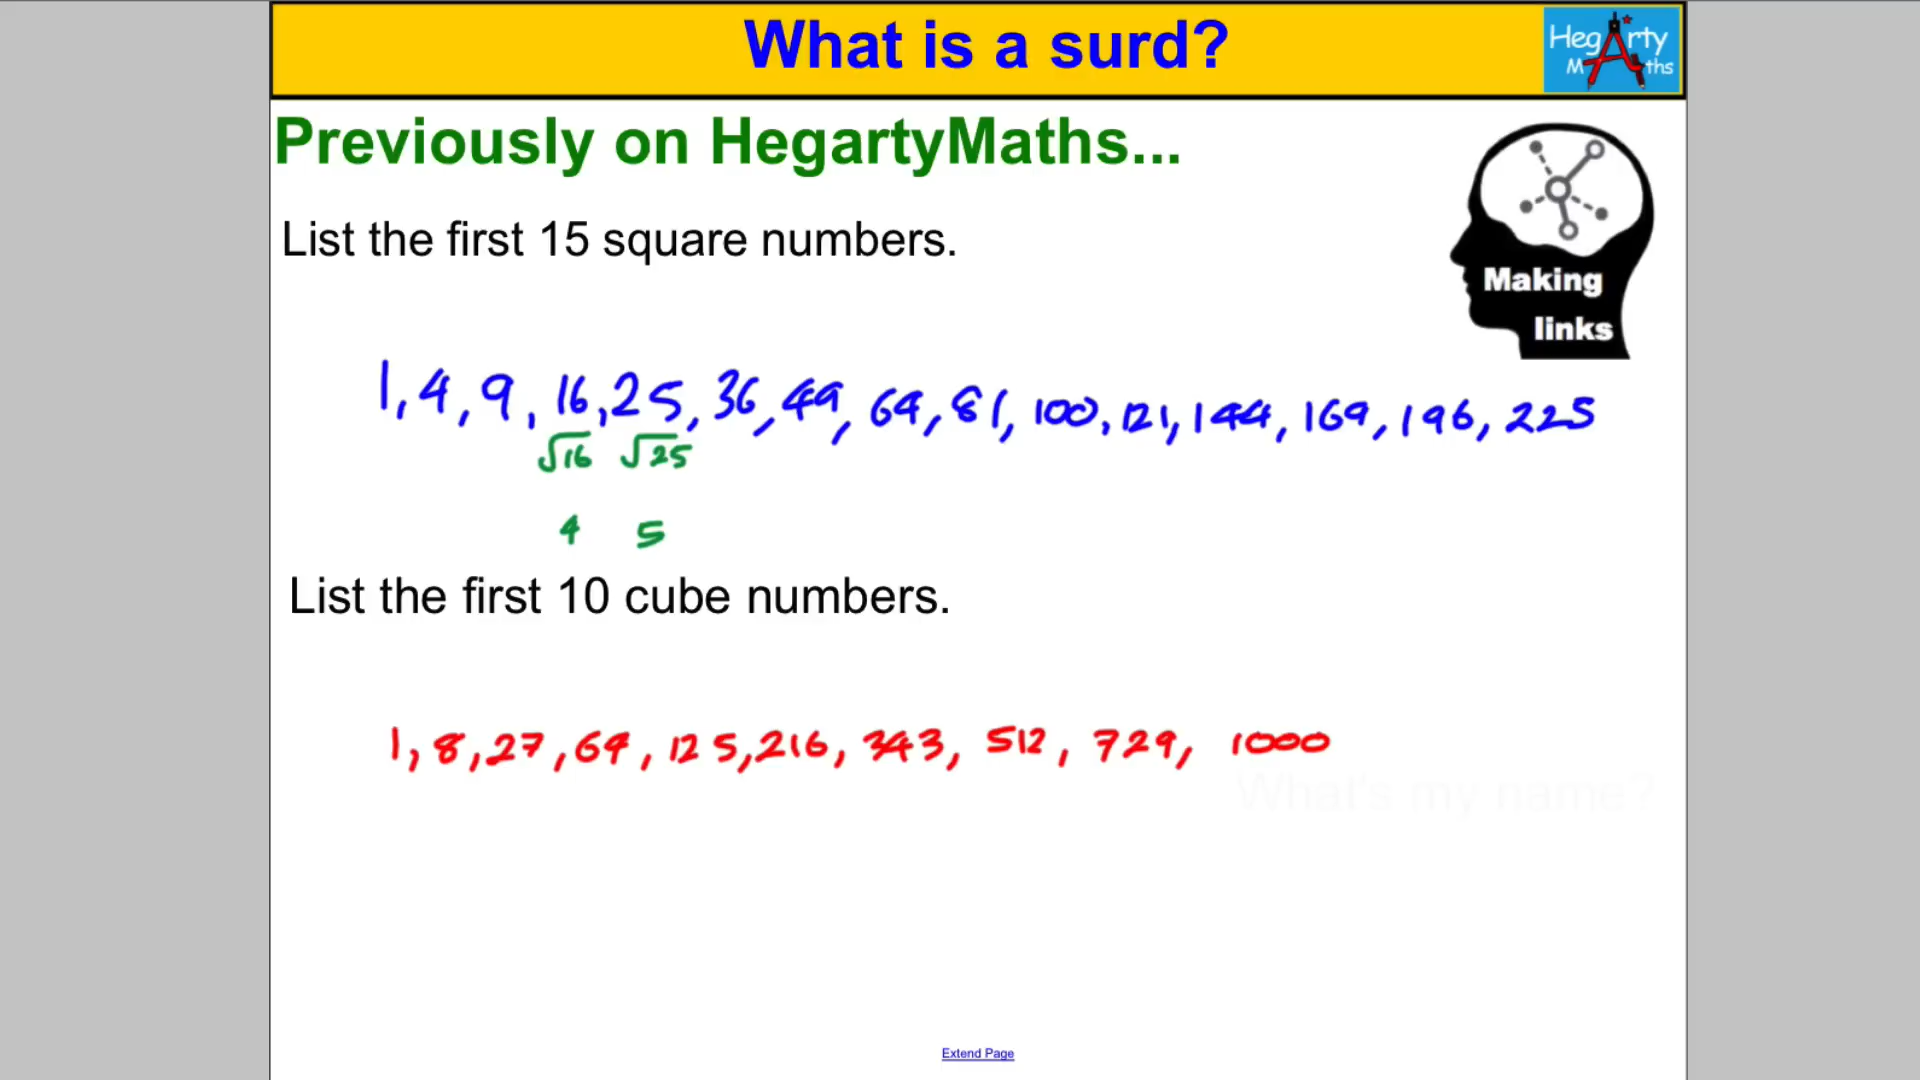 What is a surd?
HegArty
Maths
Previously on HegartyMaths...
List the first 15 square numbers.
Making
links
1, 4, 9, 16, 25, 36, 49, 64, 81, 100, 121, 144, 169, 196, 225
√16 √25
4 5
List the first 10 cube numbers.
1, 8, 27, 64, 125, 216, 343, 512, 729, 1000
What's my name?
Extend Page